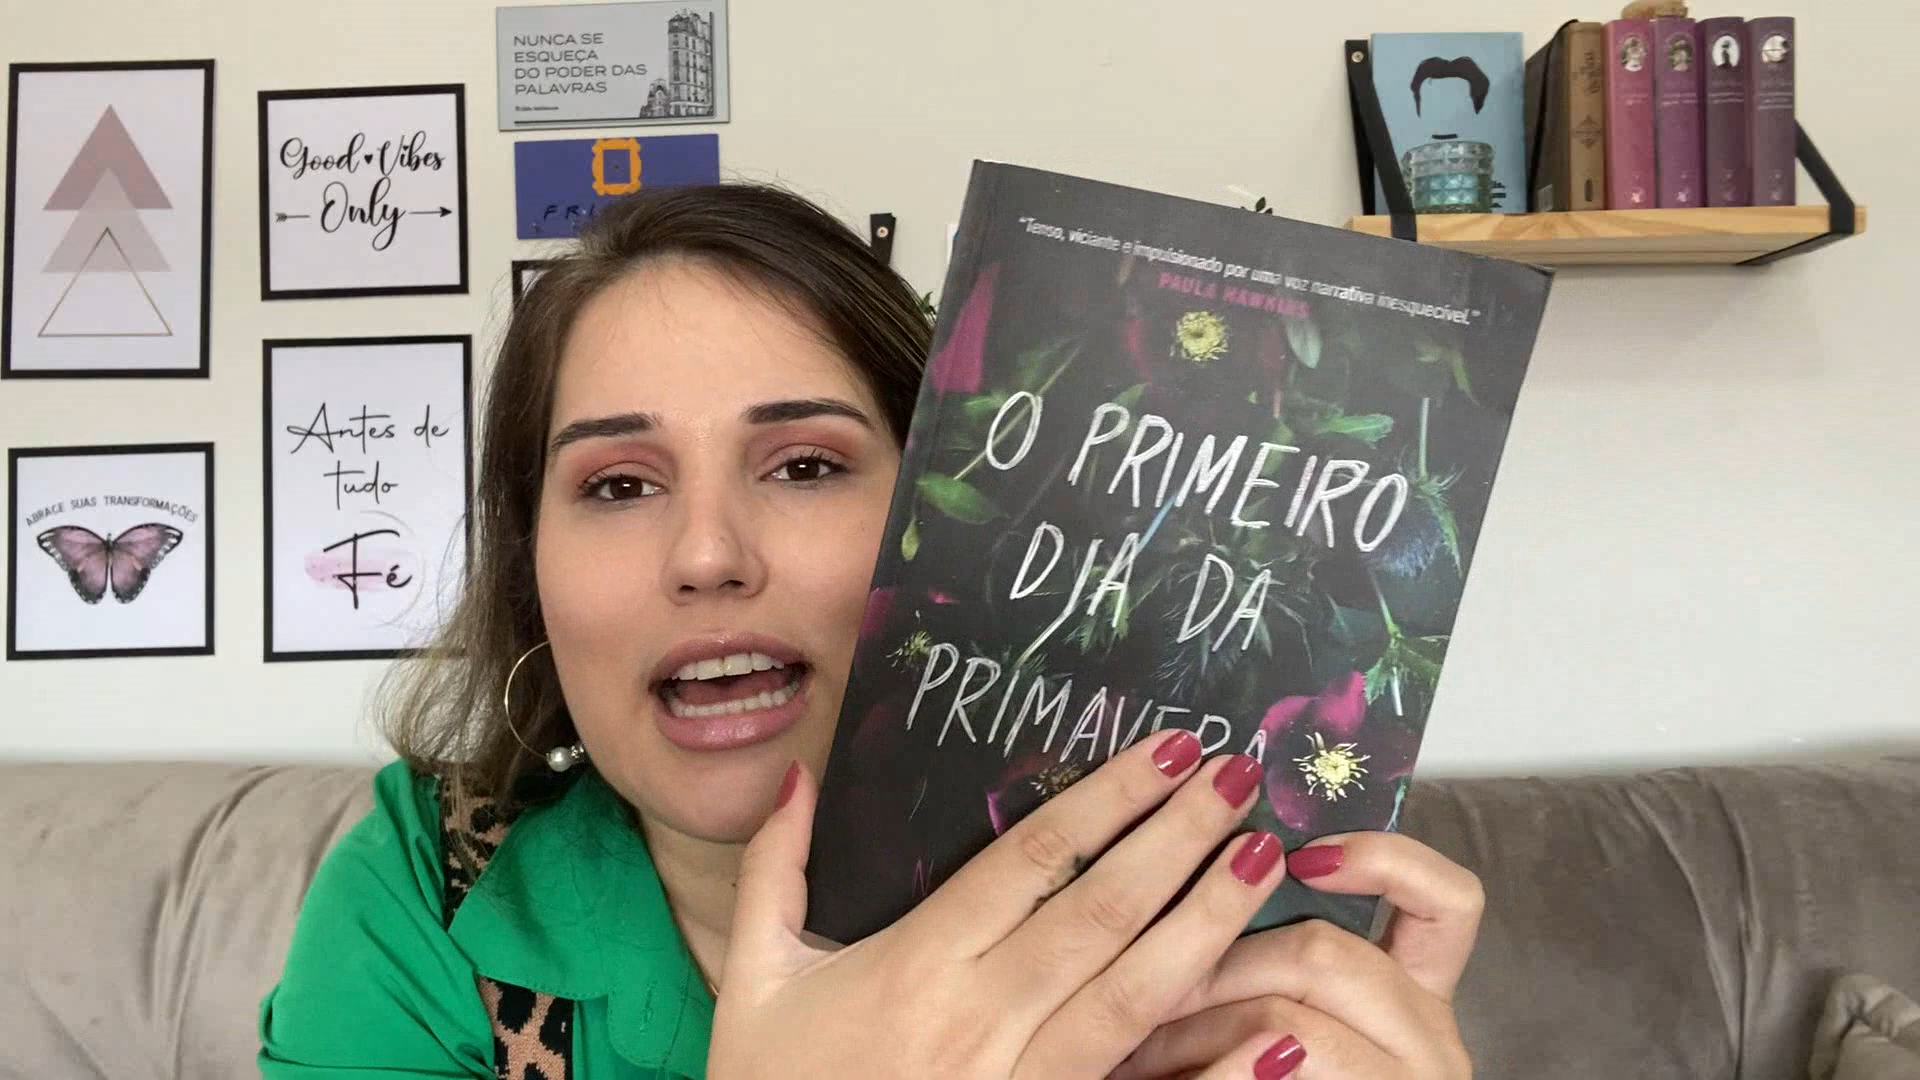 NUNCA SE
ESQUEÇA
DO PODER DAS
PALAVRAS
Good Vibes
Only
Antes de
tudo
Fé
ABRACE SUAS TRANSFORMAÇÕES
FRI
"Tenso, viciante e impulsionado por uma voz narrativa inesquecível."
PAULA HAWKINS
O PRIMEIRO
DIA DA
PRIMAVERA
N